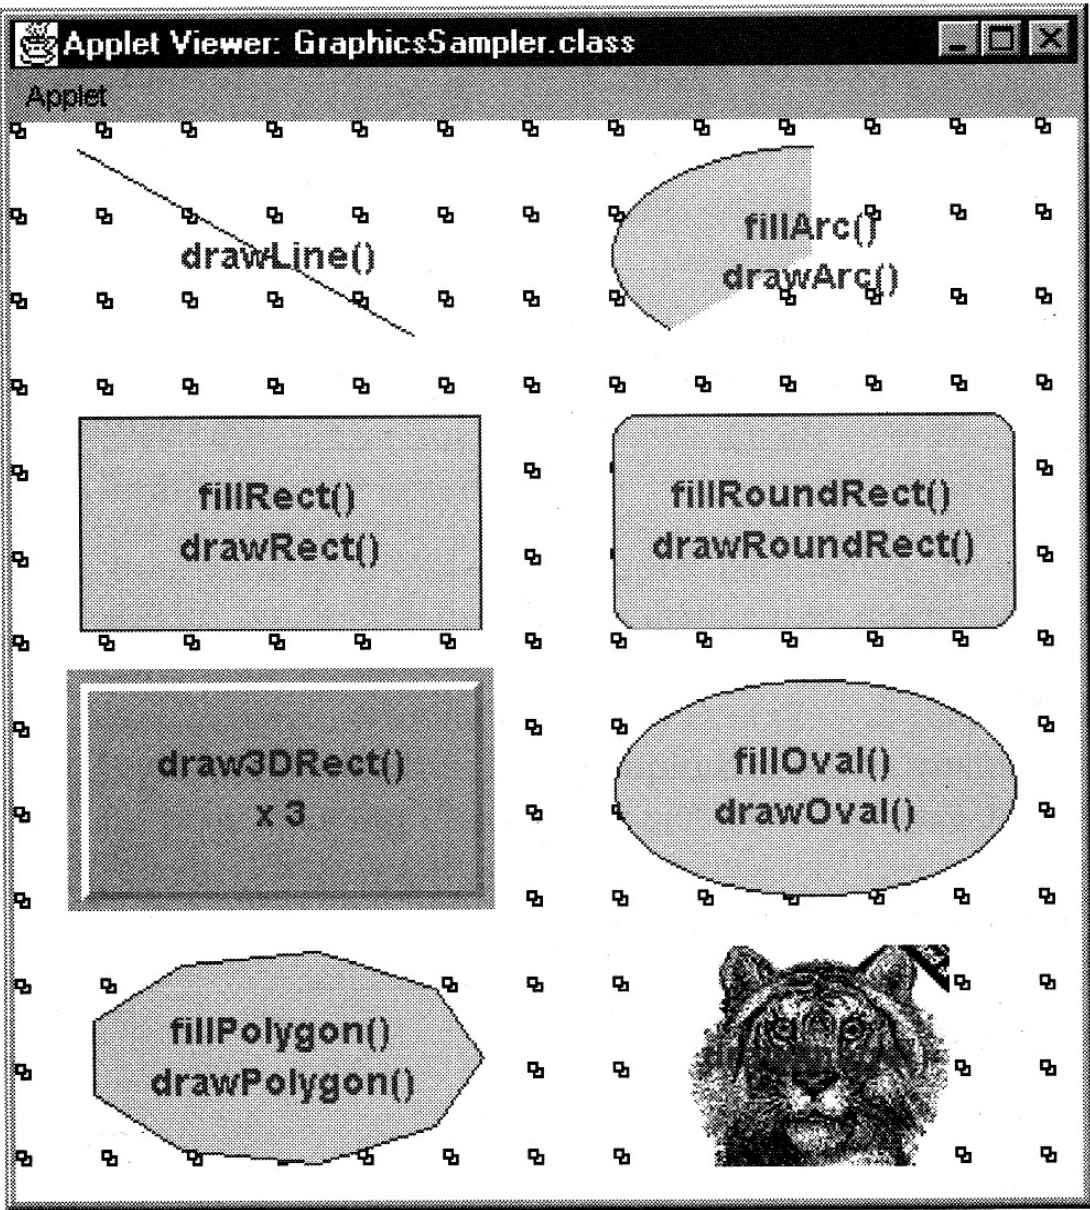 Applet Viewer: GraphicsSampler.class
Applet
drawLine()
fillArc()
drawArc()
fillRect()
drawRect()
fillRoundRect()
drawRoundRect()
draw3DRect()
x 3
fillOval()
drawOval()
fillPolygon()
drawPolygon()